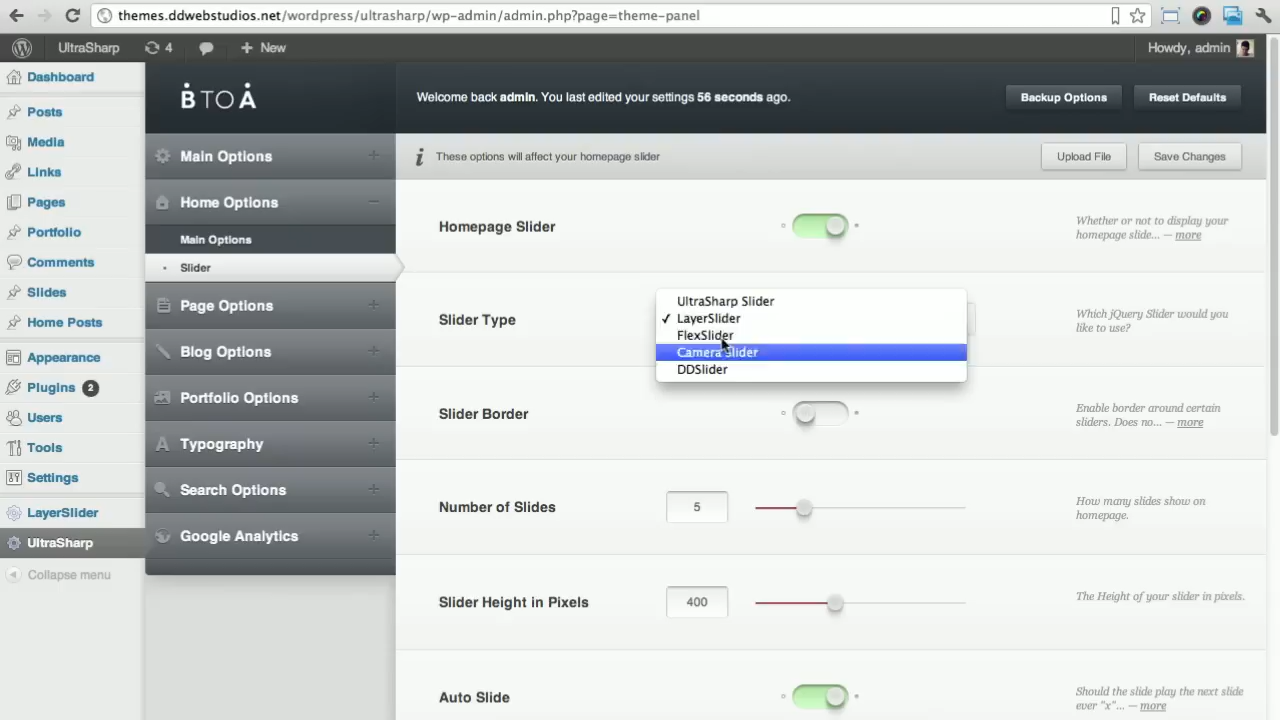 themes.ddwebstudios.net/wordpress/ultrasharp/wp-admin/admin.php?page=theme-panel
UltraSharp 4 New Howdy, admin
Dashboard
Posts
Media
Links
Pages
Portfolio
Comments
Slides
Home Posts
Appearance
Plugins 2
Users
Tools
Settings
LayerSlider
UltraSharp
Collapse menu
B TO A
Main Options
Home Options
Main Options
Slider
Page Options
Blog Options
Portfolio Options
Typography
Search Options
Google Analytics
Welcome back admin. You last edited your settings 56 seconds ago.
Backup Options
Reset Defaults
These options will affect your homepage slider
Upload File
Save Changes
Homepage Slider
Whether or not to display your
homepage slide... — more
Slider Type
UltraSharp Slider
✓ LayerSlider
FlexSlider
Camera Slider
DDSlider
Which jQuery Slider would you
like to use?
Slider Border
Enable border around certain
sliders. Does no... — more
Number of Slides
5
How many slides show on
homepage.
Slider Height in Pixels
400
The Height of your slider in pixels.
Auto Slide
Should the slide play the next slide
ever "x"... — more